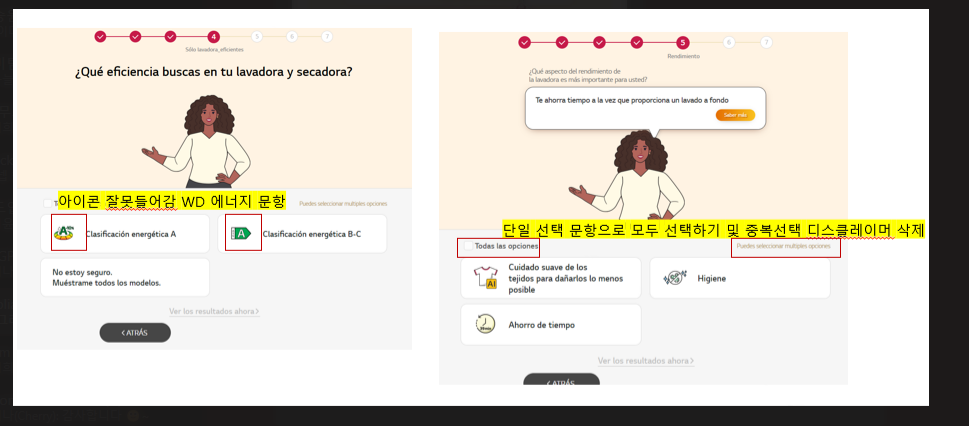 4
5
6
7
Sólo lavadora, eficientes
¿Qué eficiencia buscas en tu lavadora y secadora?
아이콘 잘못들어감 WD 에너지 문항
Puedes seleccionar multiples opciones
Clasificación energética A
A
Clasificación energética B-C
No estoy seguro.
Muéstrame todos los modelos.
Ver los resultados ahora >
< ATRÁS
5
6
7
Rendimiento
¿Qué aspecto del rendimiento de
la lavadora es más importante para usted?
Te ahorra tiempo a la vez que proporciona un lavado a fondo
Saber más
단일 선택 문항으로 모두 선택하기 및 중복선택 디스클레이머 삭제
Todas las opciones
Puedes seleccionar multiples opciones
AI
Cuidado suave de los
tejidos para dañarlos lo menos
posible
Higiene
Ahorro de tiempo
Ver los resultados ahora >
< ATRÁS